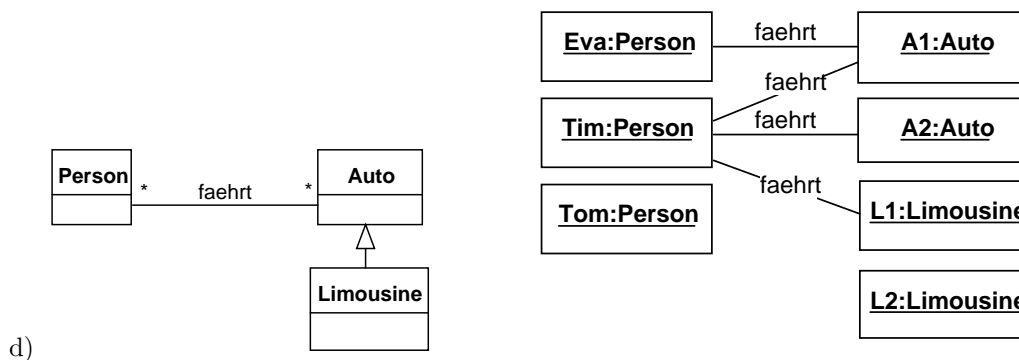 Person
*
faehrt
*
Auto
Limousine
Eva:Person
faehrt
A1:Auto
faehrt
Tim:Person
faehrt
A2:Auto
faehrt
Tom:Person
L1:Limousine
L2:Limousine
d)